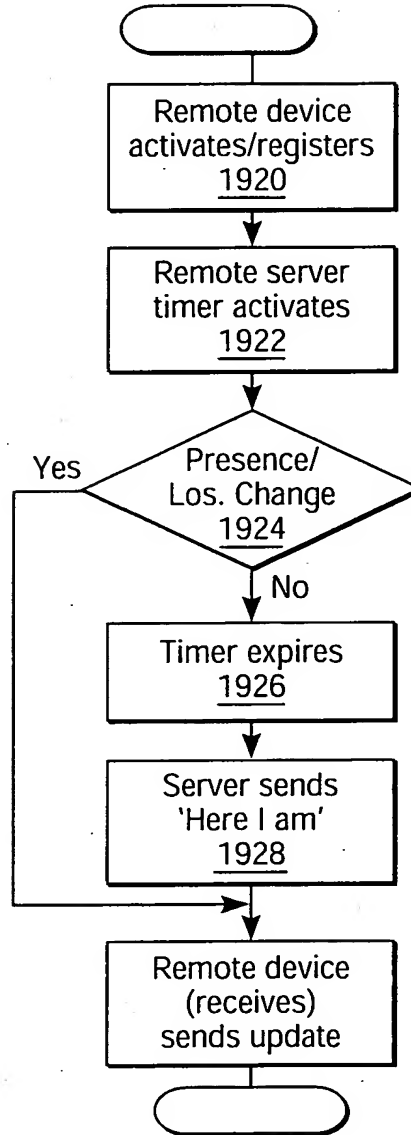 Remote device
activates/registers
1920
Remote server
timer activates
1922
Yes
Presence/
Los. Change
1924
No
Timer expires
1926
Server sends
'Here I am'
1928
Remote device
(receives)
sends update